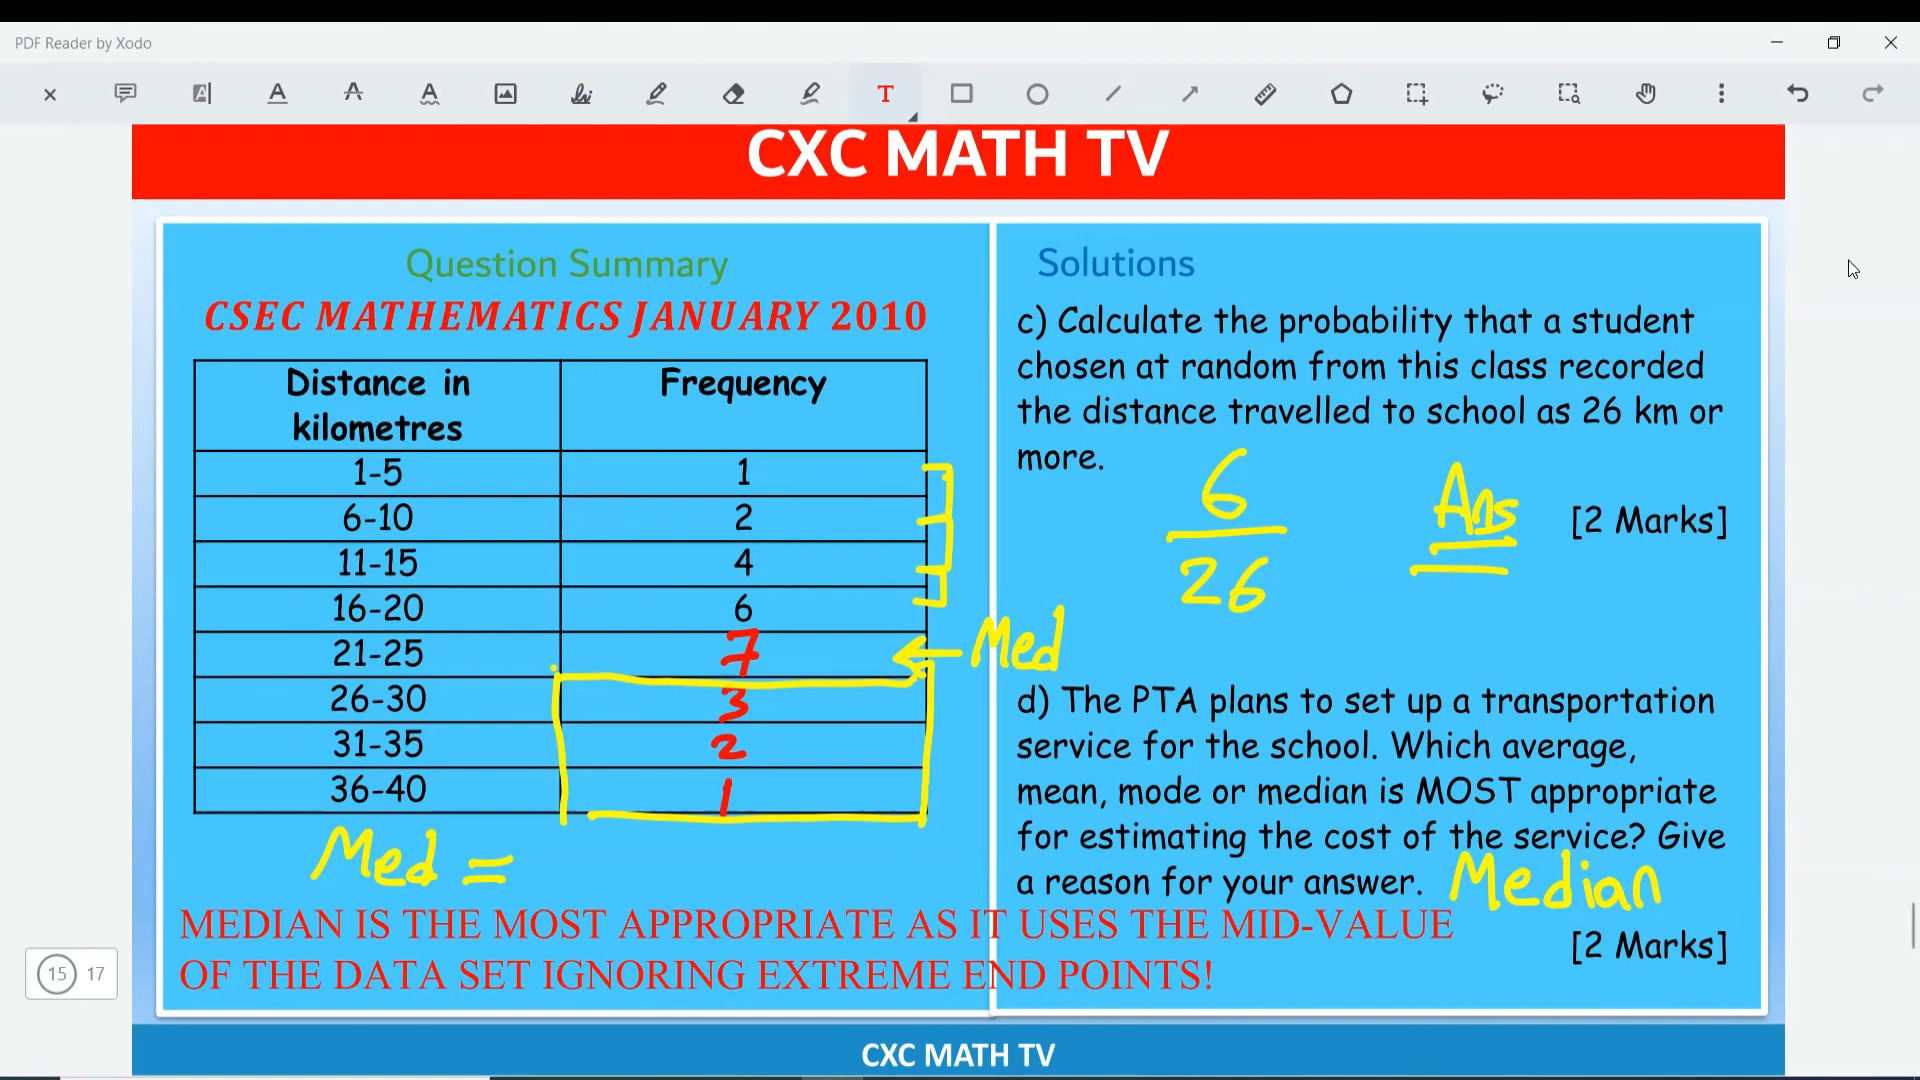 PDF Reader by Xodo
T
CXC MATH TV
Question Summary
CSEC MATHEMATICS JANUARY 2010
Distance in kilometres Frequency
1-5 1
6-10 2
11-15 4
16-20 6
21-25 7
26-30 3
31-35 2
36-40 1
Med
Med =
Solutions
c) Calculate the probability that a student
chosen at random from this class recorded
the distance travelled to school as 26 km or
more.
6
26
Ans
[2 Marks]
d) The PTA plans to set up a transportation
service for the school. Which average,
mean, mode or median is MOST appropriate
for estimating the cost of the service? Give
a reason for your answer. Median
[2 Marks]
MEDIAN IS THE MOST APPROPRIATE AS IT USES THE MID-VALUE
OF THE DATA SET IGNORING EXTREME END POINTS!
15 17
CXC MATH TV